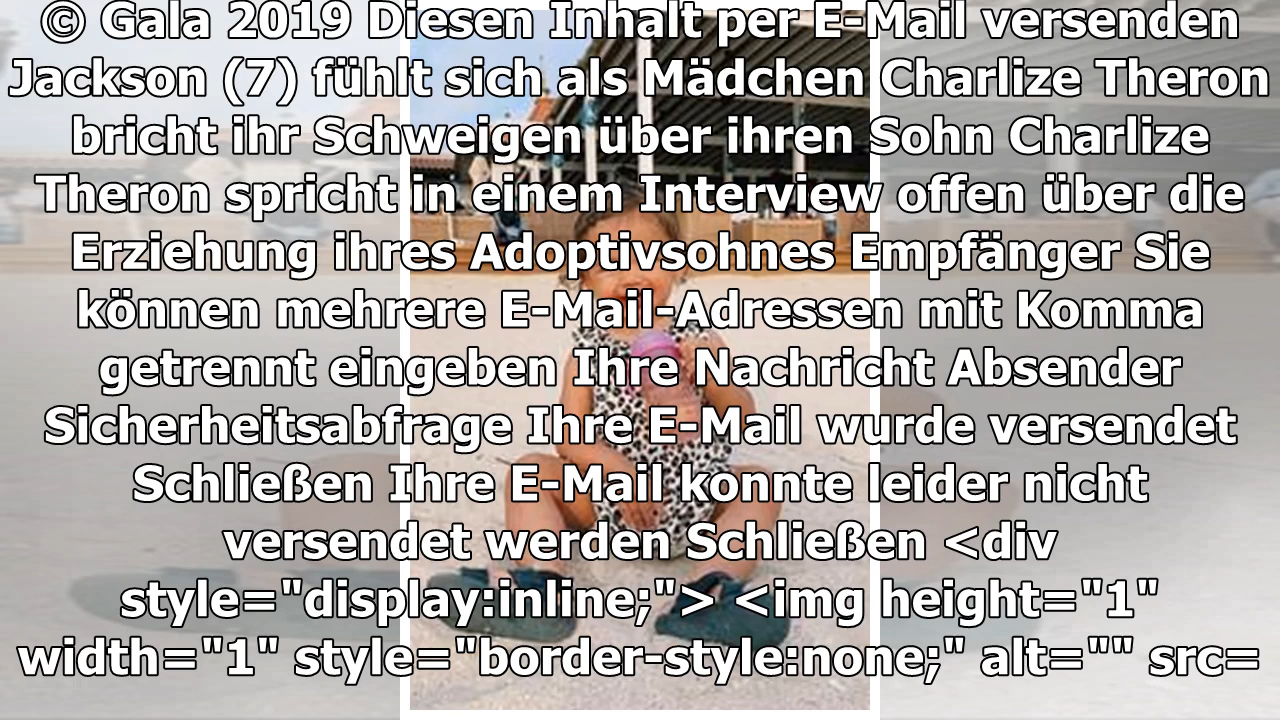 © Gala 2019 Diesen Inhalt per E-Mail versenden
Jackson (7) fühlt sich als Mädchen Charlize Theron
bricht ihr Schweigen über ihren Sohn Charlize
Theron spricht in einem Interview offen über die
Erziehung ihres Adoptivsohnes Empfänger Sie
können mehrere E-Mail-Adressen mit Komma
getrennt eingeben Ihre Nachricht Absender
Sicherheitsabfrage Ihre E-Mail wurde versendet
Schließen Ihre E-Mail konnte leider nicht
versendet werden Schließen <div
style="display:inline;"> <img height="1"
width="1" style="border-style:none;" alt="" src=